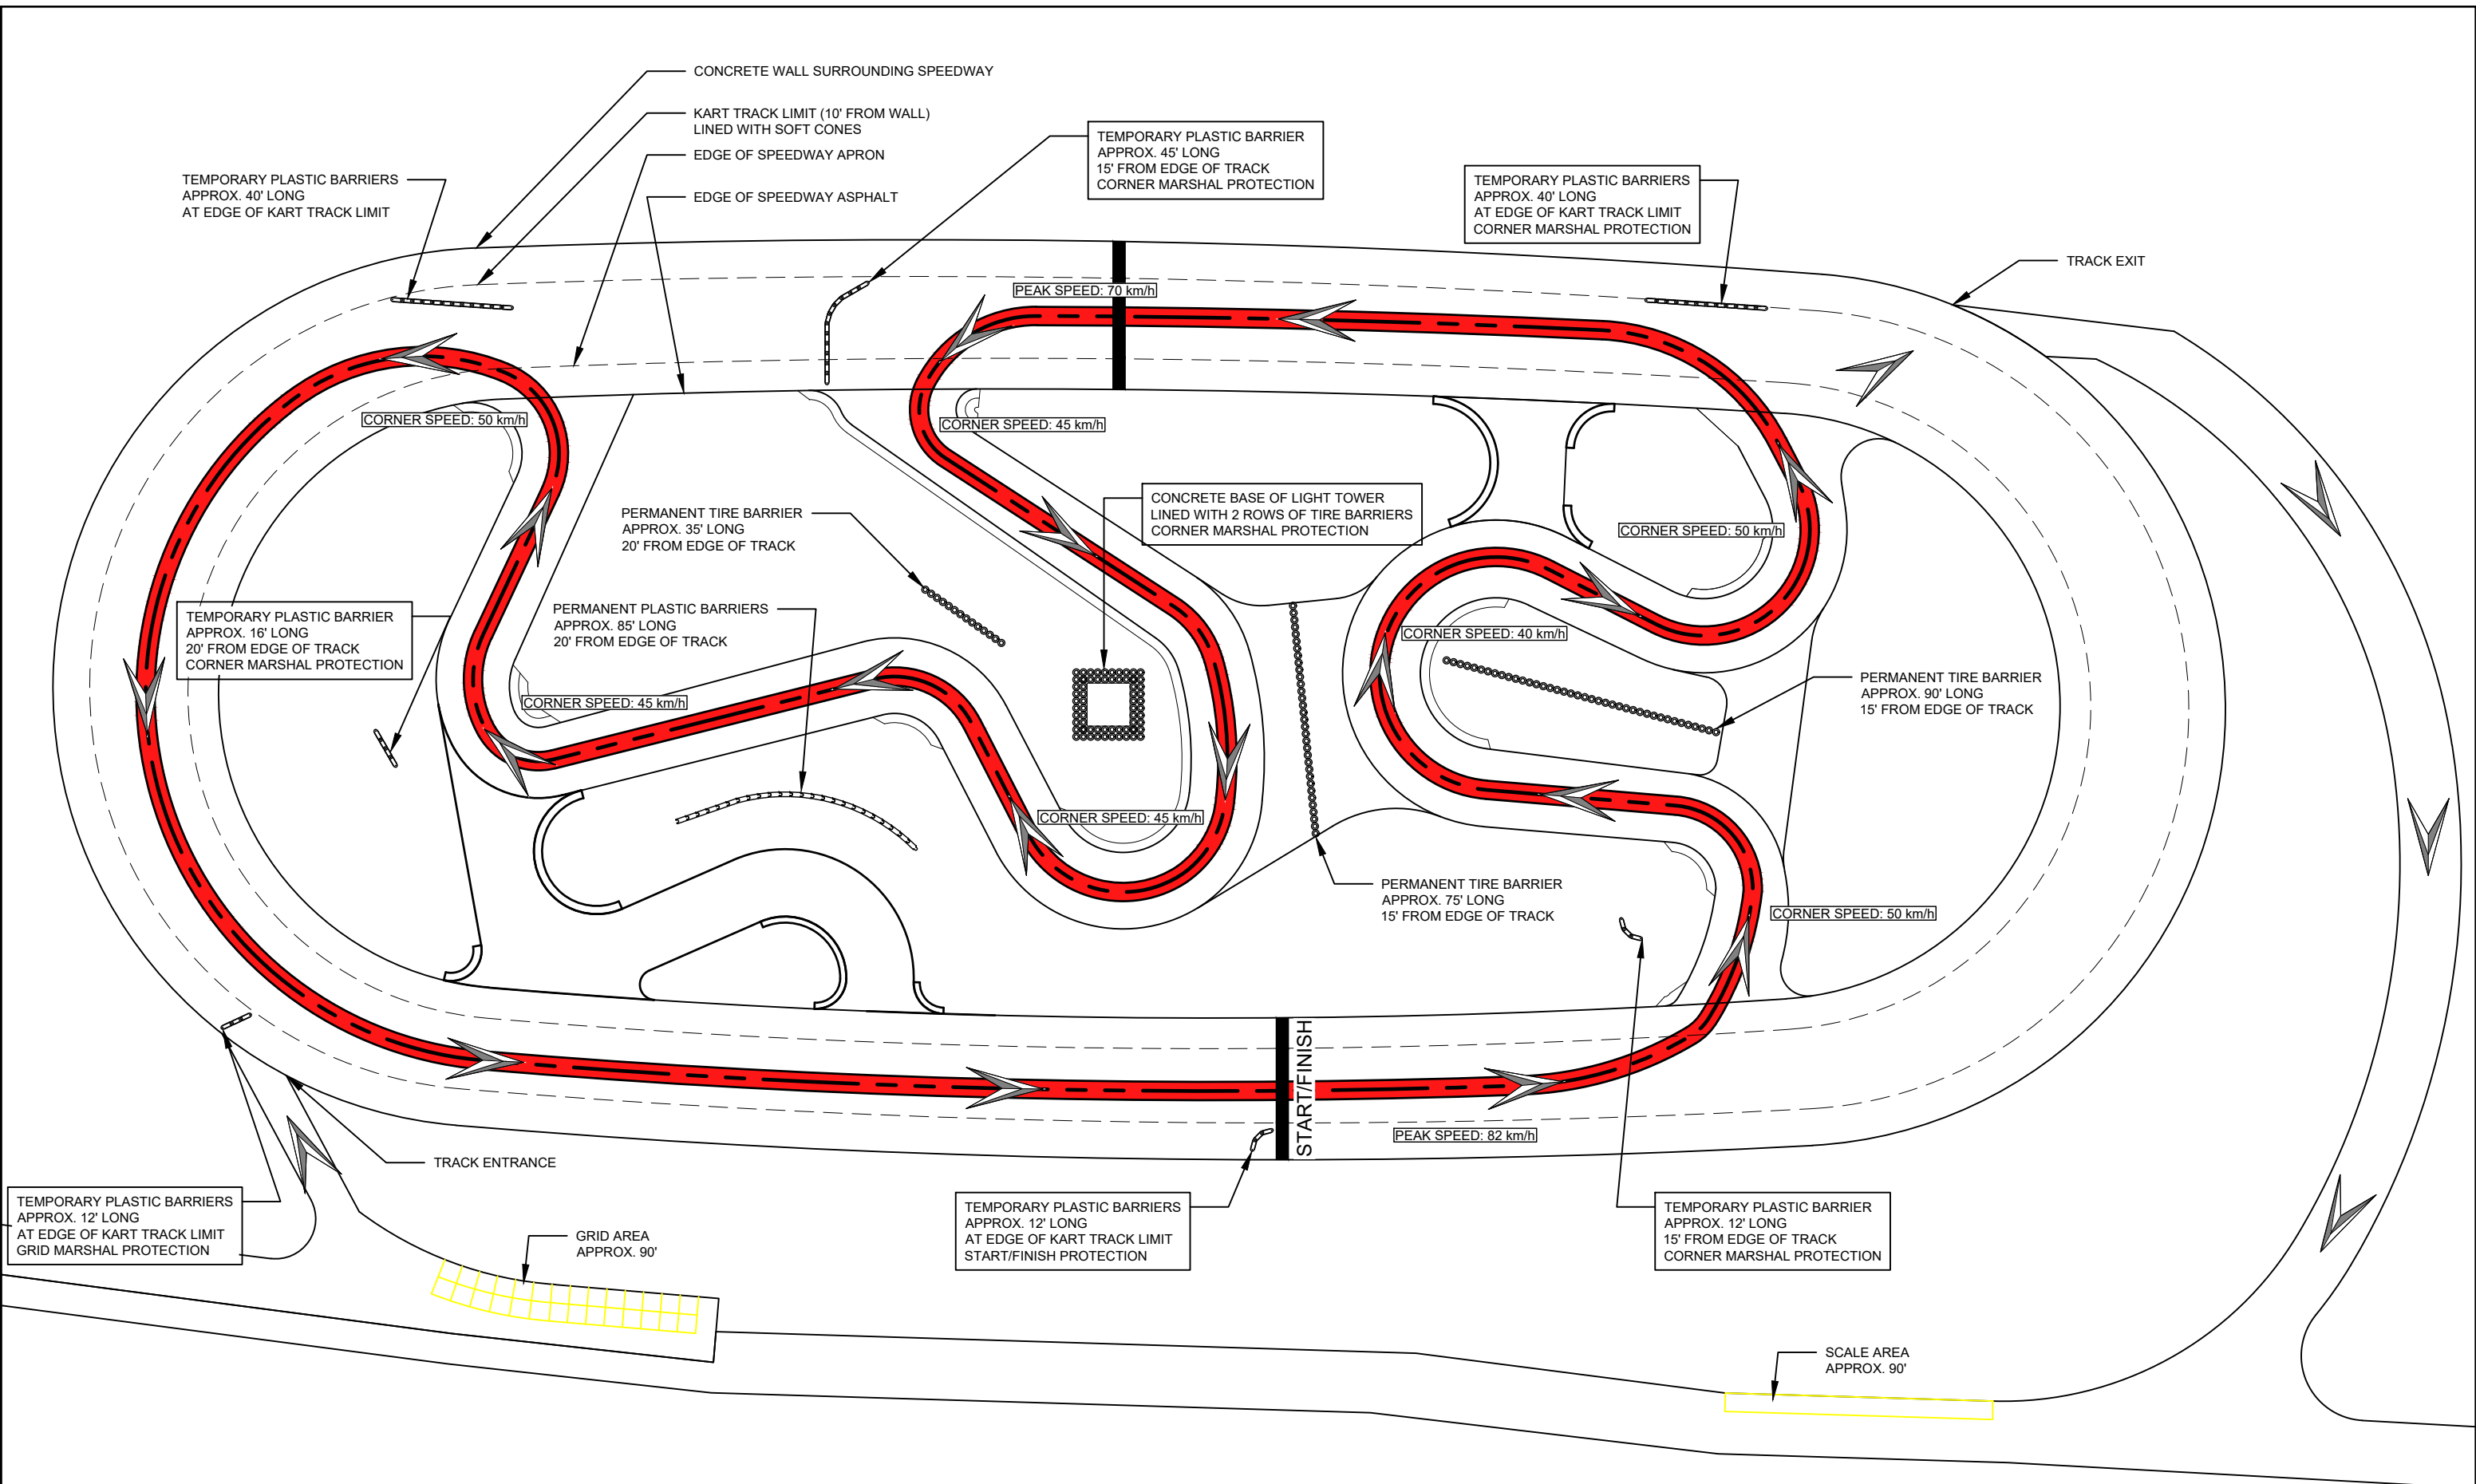 CONCRETE WALL SURROUNDING SPEEDWAY
KART TRACK LIMIT (10' FROM WALL)
LINED WITH SOFT CONES
EDGE OF SPEEDWAY APRON
EDGE OF SPEEDWAY ASPHALT
TEMPORARY PLASTIC BARRIERS
APPROX. 40' LONG
AT EDGE OF KART TRACK LIMIT
TEMPORARY PLASTIC BARRIER
APPROX. 45' LONG
15' FROM EDGE OF TRACK
CORNER MARSHAL PROTECTION
TEMPORARY PLASTIC BARRIERS
APPROX. 40' LONG
AT EDGE OF KART TRACK LIMIT
CORNER MARSHAL PROTECTION
TRACK EXIT
PEAK SPEED: 70 km/h
CORNER SPEED: 50 km/h
CORNER SPEED: 45 km/h
CONCRETE BASE OF LIGHT TOWER
LINED WITH 2 ROWS OF TIRE BARRIERS
CORNER MARSHAL PROTECTION
PERMANENT TIRE BARRIER
APPROX. 35' LONG
20' FROM EDGE OF TRACK
CORNER SPEED: 50 km/h
TEMPORARY PLASTIC BARRIER
APPROX. 16' LONG
20' FROM EDGE OF TRACK
CORNER MARSHAL PROTECTION
PERMANENT PLASTIC BARRIERS
APPROX. 85' LONG
20' FROM EDGE OF TRACK
CORNER SPEED: 40 km/h
PERMANENT TIRE BARRIER
APPROX. 90' LONG
15' FROM EDGE OF TRACK
CORNER SPEED: 45 km/h
CORNER SPEED: 45 km/h
PERMANENT TIRE BARRIER
APPROX. 75' LONG
15' FROM EDGE OF TRACK
CORNER SPEED: 50 km/h
START/FINISH
PEAK SPEED: 82 km/h
TRACK ENTRANCE
TEMPORARY PLASTIC BARRIERS
APPROX. 12' LONG
AT EDGE OF KART TRACK LIMIT
GRID MARSHAL PROTECTION
GRID AREA
APPROX. 90'
TEMPORARY PLASTIC BARRIERS
APPROX. 12' LONG
AT EDGE OF KART TRACK LIMIT
START/FINISH PROTECTION
TEMPORARY PLASTIC BARRIER
APPROX. 12' LONG
15' FROM EDGE OF TRACK
CORNER MARSHAL PROTECTION
SCALE AREA
APPROX. 90'